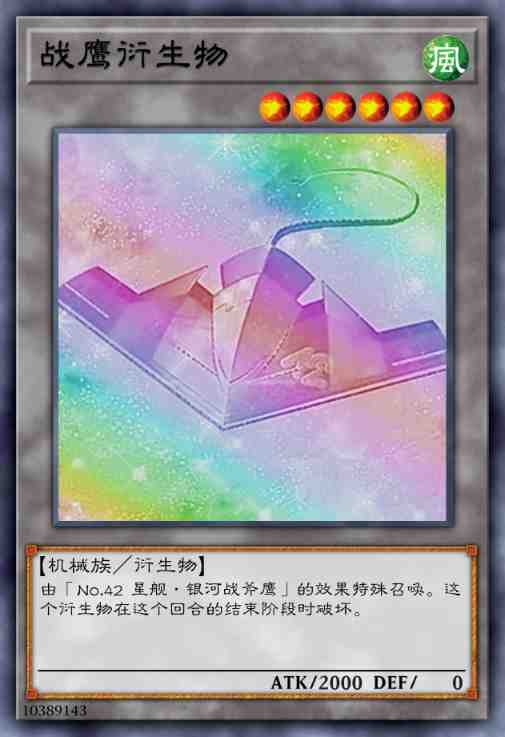 战鹰衍生物
瘋
【机械族／衍生物】
由「No.42 星舰·银河战斧鹰」的效果特殊召唤。这
个衍生物在这个回合的结束阶段时破坏。
ATK/2000 DEF/ 0
10389143